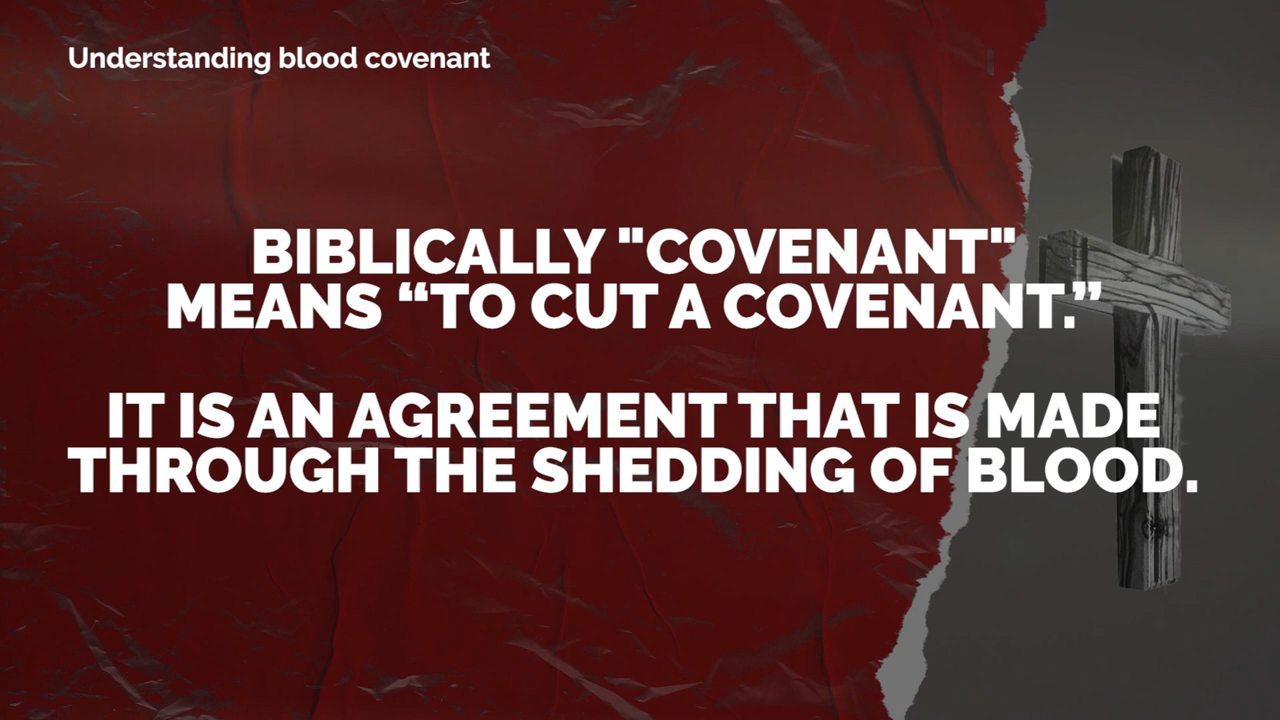 Understanding blood covenant
BIBLICALLY "COVENANT"
MEANS “TO CUT A COVENANT.”
IT IS AN AGREEMENT THAT IS MADE
THROUGH THE SHEDDING OF BLOOD.